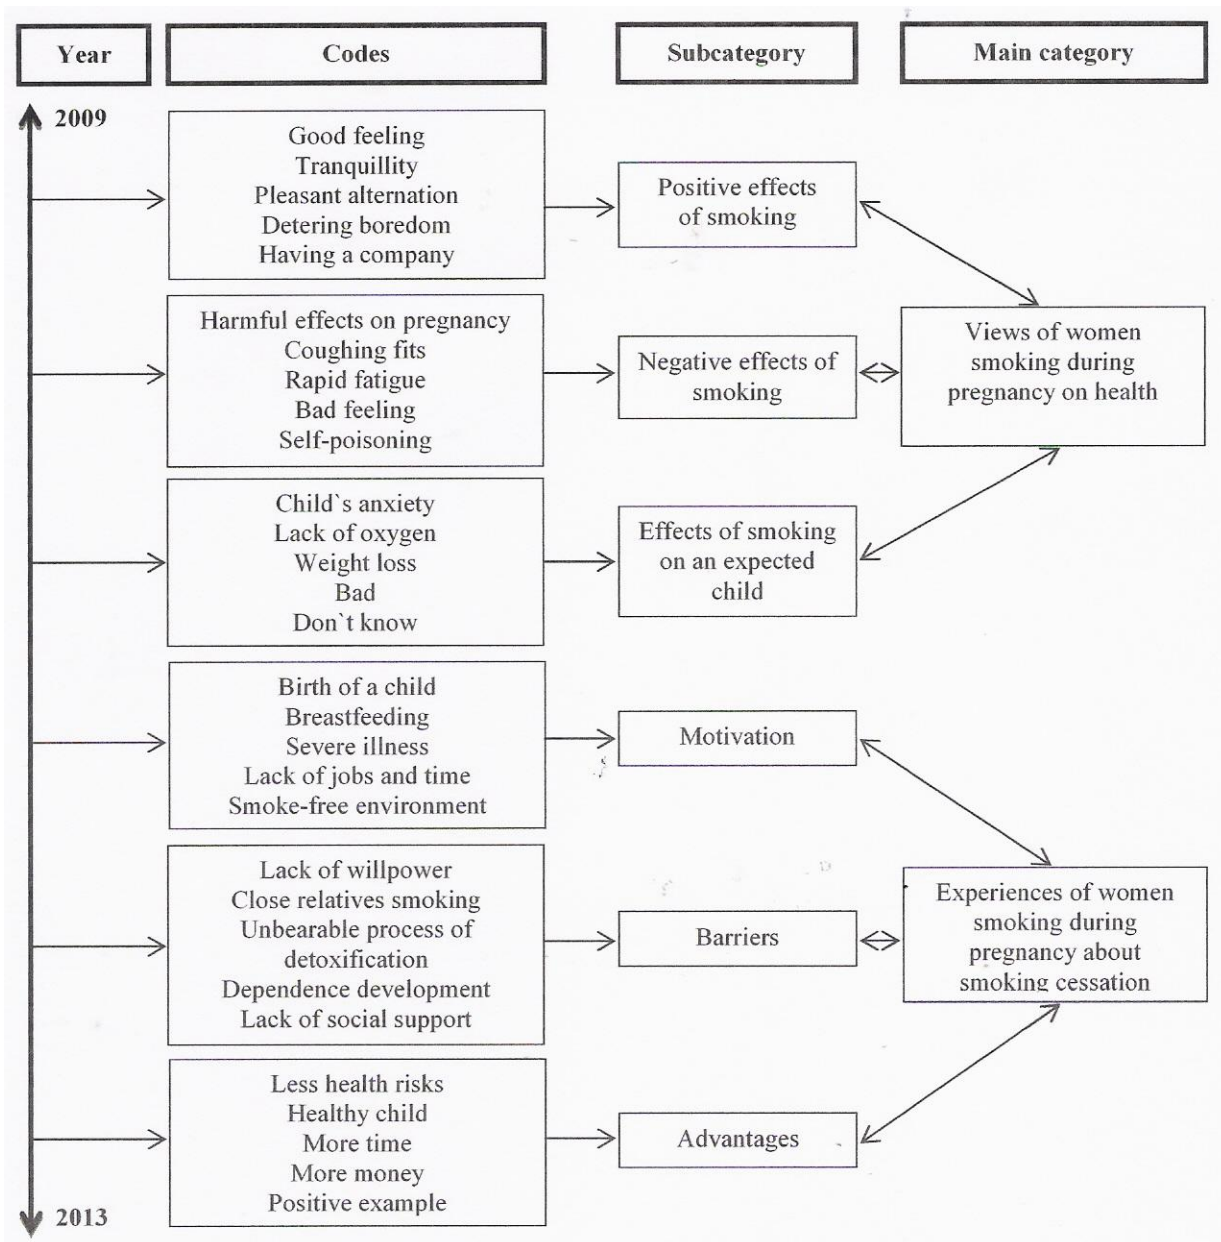 Year
Codes
Subcategory
Main category
2009
Good feeling
Tranquillity
Pleasant alternation
Detering boredom
Having a company
Positive effects
of smoking
Harmful effects on pregnancy
Coughing fits
Rapid fatigue
Bad feeling
Self-poisoning
Negative effects of
smoking
Views of women
smoking during
pregnancy on health
Child`s anxiety
Lack of oxygen
Weight loss
Bad
Don`t know
Effects of smoking
on an expected
child
Birth of a child
Breastfeeding
Severe illness
Lack of jobs and time
Smoke-free environment
Motivation
Lack of willpower
Close relatives smoking
Unbearable process of
detoxification
Dependence development
Lack of social support
Barriers
Experiences of women
smoking during
pregnancy about
smoking cessation
Less health risks
Healthy child
More time
More money
Positive example
Advantages
2013